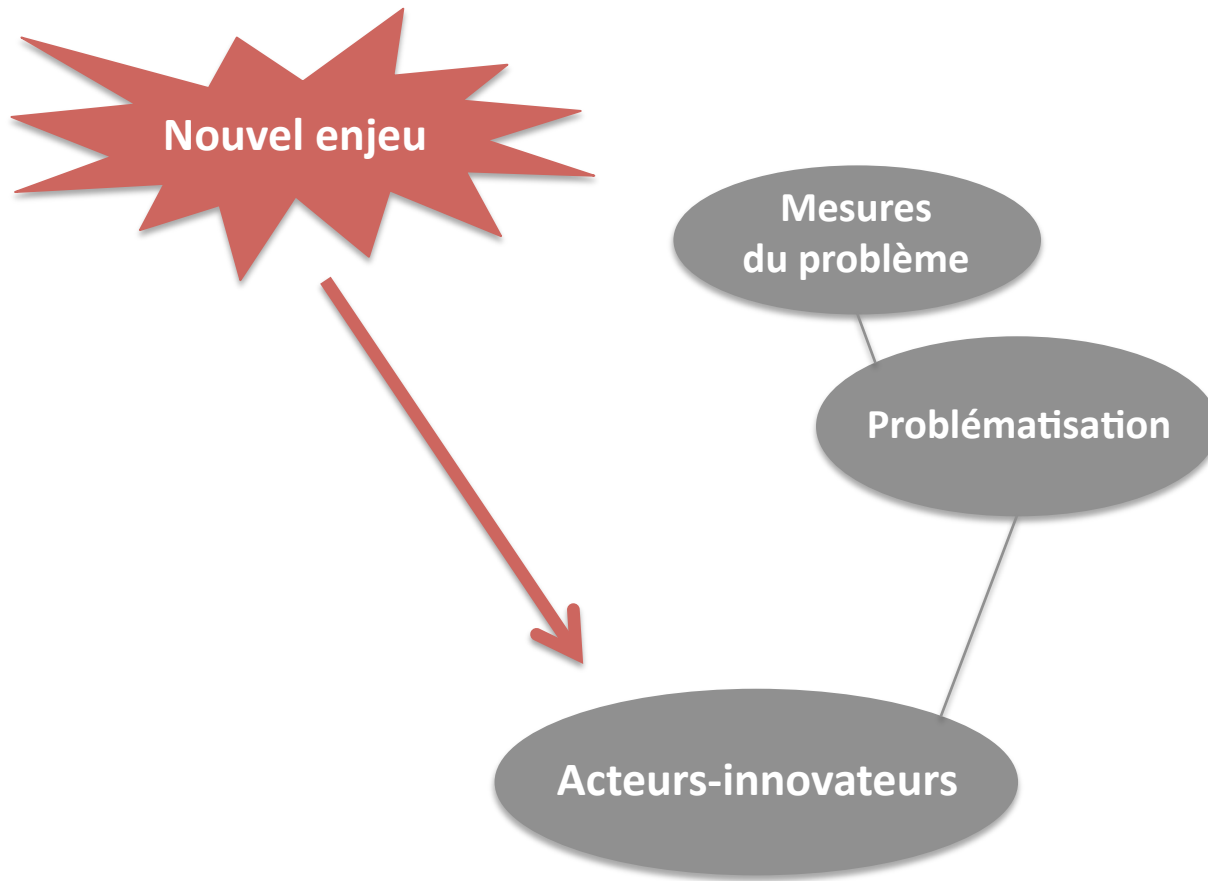 Nouvel enjeu
Mesures
du problème
Problématisation
Acteurs-innovateurs